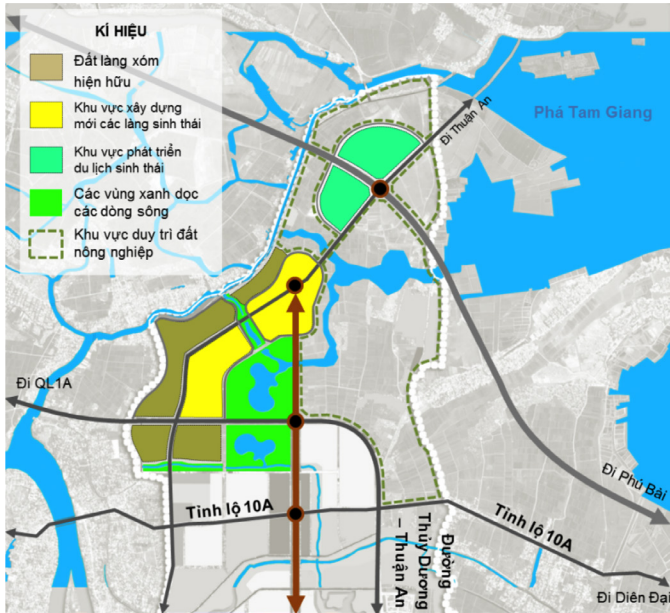 KÍ HIỆU
Đất làng xóm
hiện hữu
Khu vực xây dựng
mới các làng sinh thái
Khu vực phát triển
du lịch sinh thái
Các vùng xanh dọc
các dòng sông
Khu vực duy trì đất
nông nghiệp
Phá Tam Giang
Đi Thuận An
Đi QL1A
Đi Phú Bài
Tỉnh lộ 10A
Tỉnh lộ 10A
Đường
Thủy Dương
– Thuận An
Đi Diên Đại